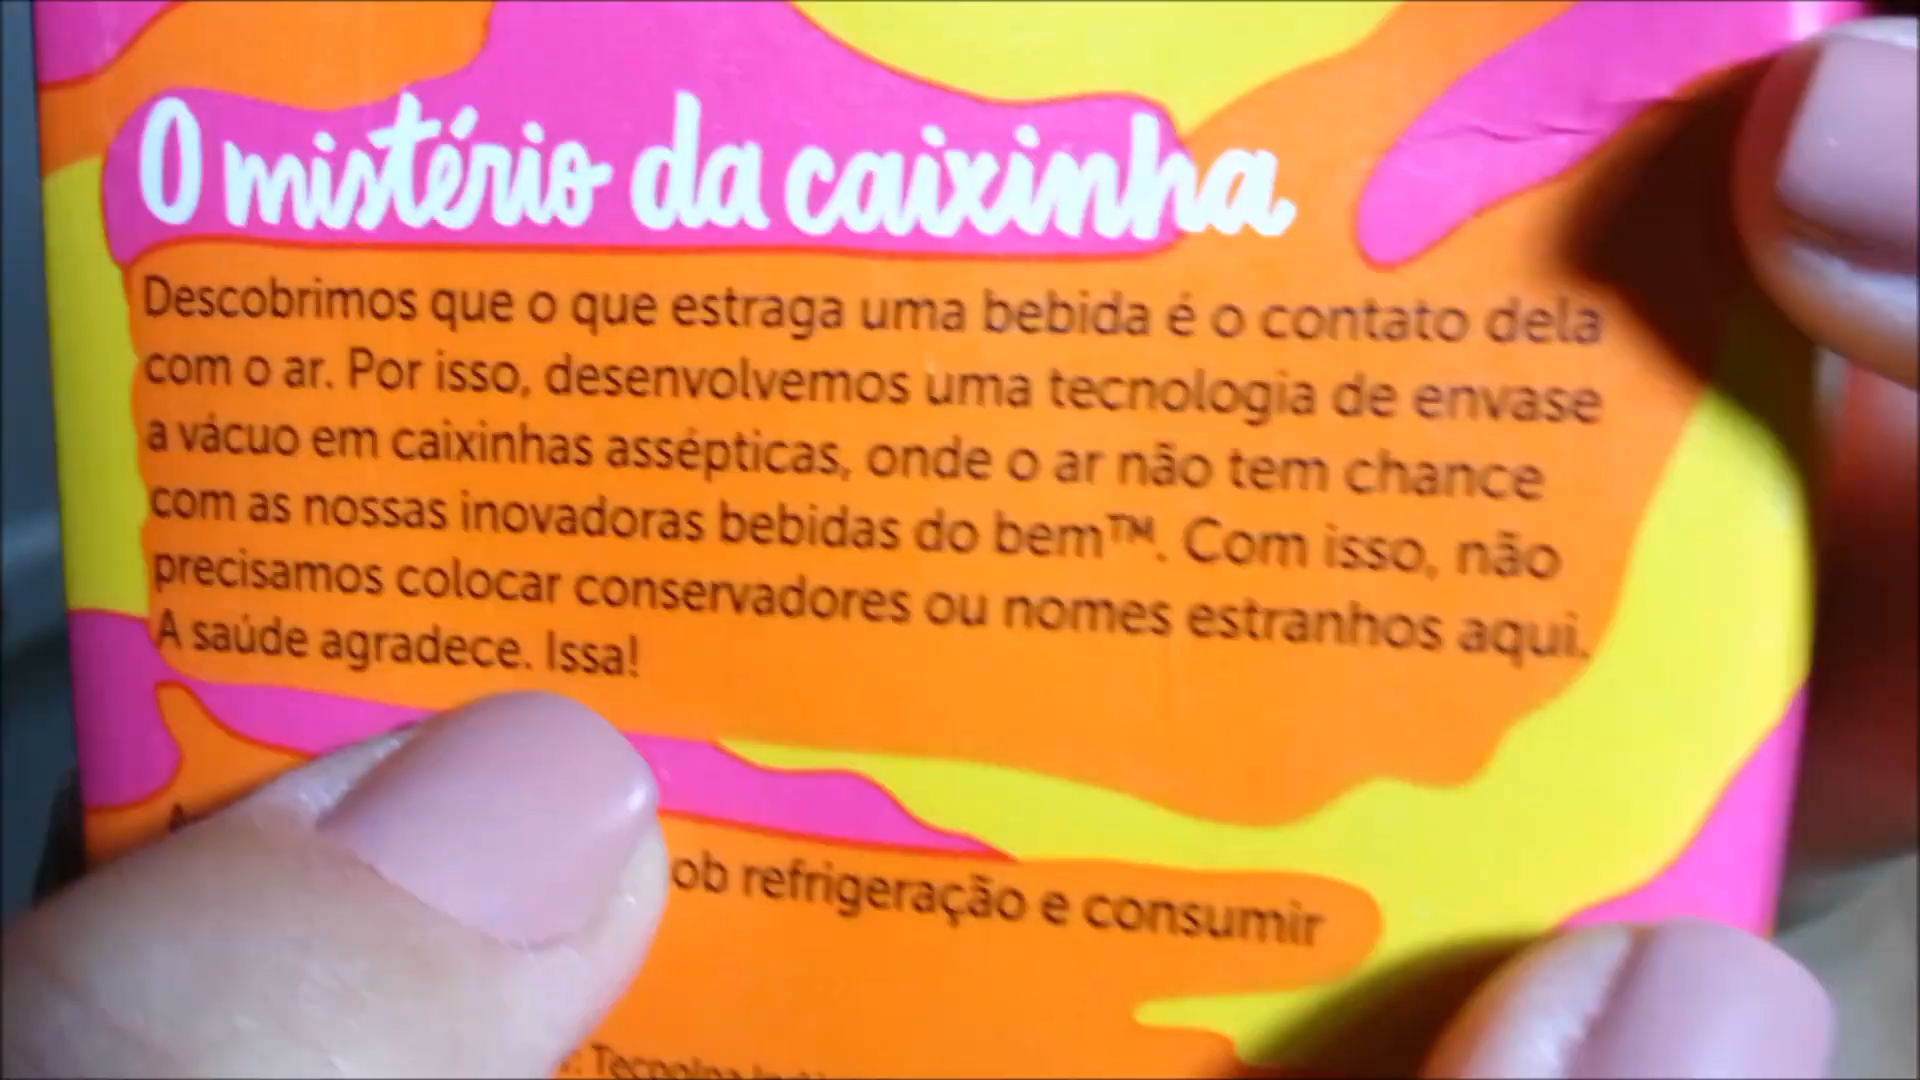 O mistério da caixinha
Descobrimos que o que estraga uma bebida é o contato dela
com o ar. Por isso, desenvolvemos uma tecnologia de envase
a vácuo em caixinhas assépticas, onde o ar não tem chance
com as nossas inovadoras bebidas do bem™. Com isso, não
precisamos colocar conservadores ou nomes estranhos aqui.
A saúde agradece. Issa!
refrigeração e consumir